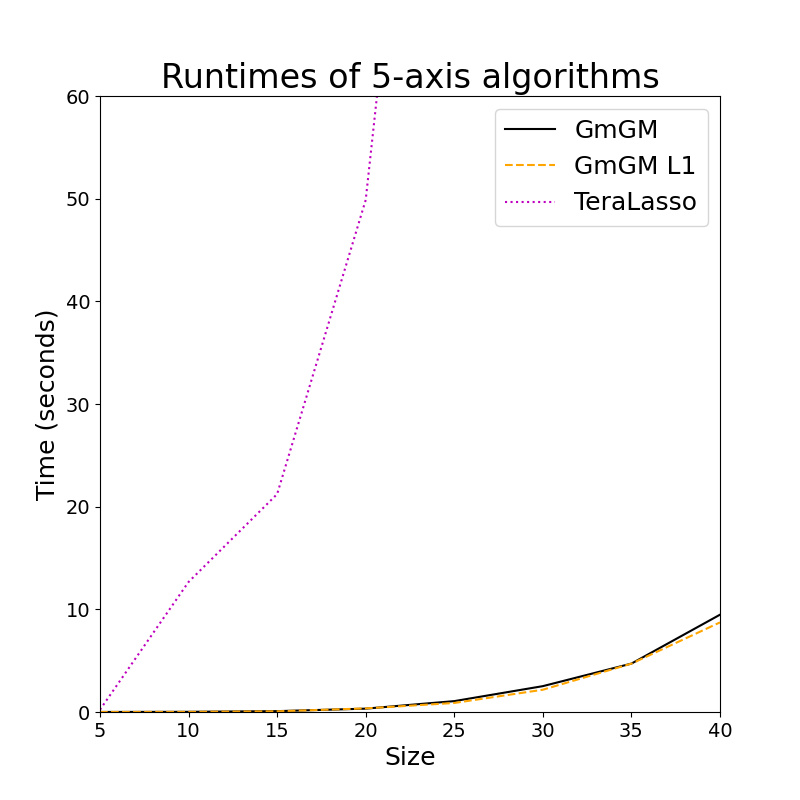 Runtimes of 5-axis algorithms
60
50
40
30
20
10
0
Time (seconds)
GmGM
GmGM L1
TeraLasso
5 10 15 20 25 30 35 40
Size